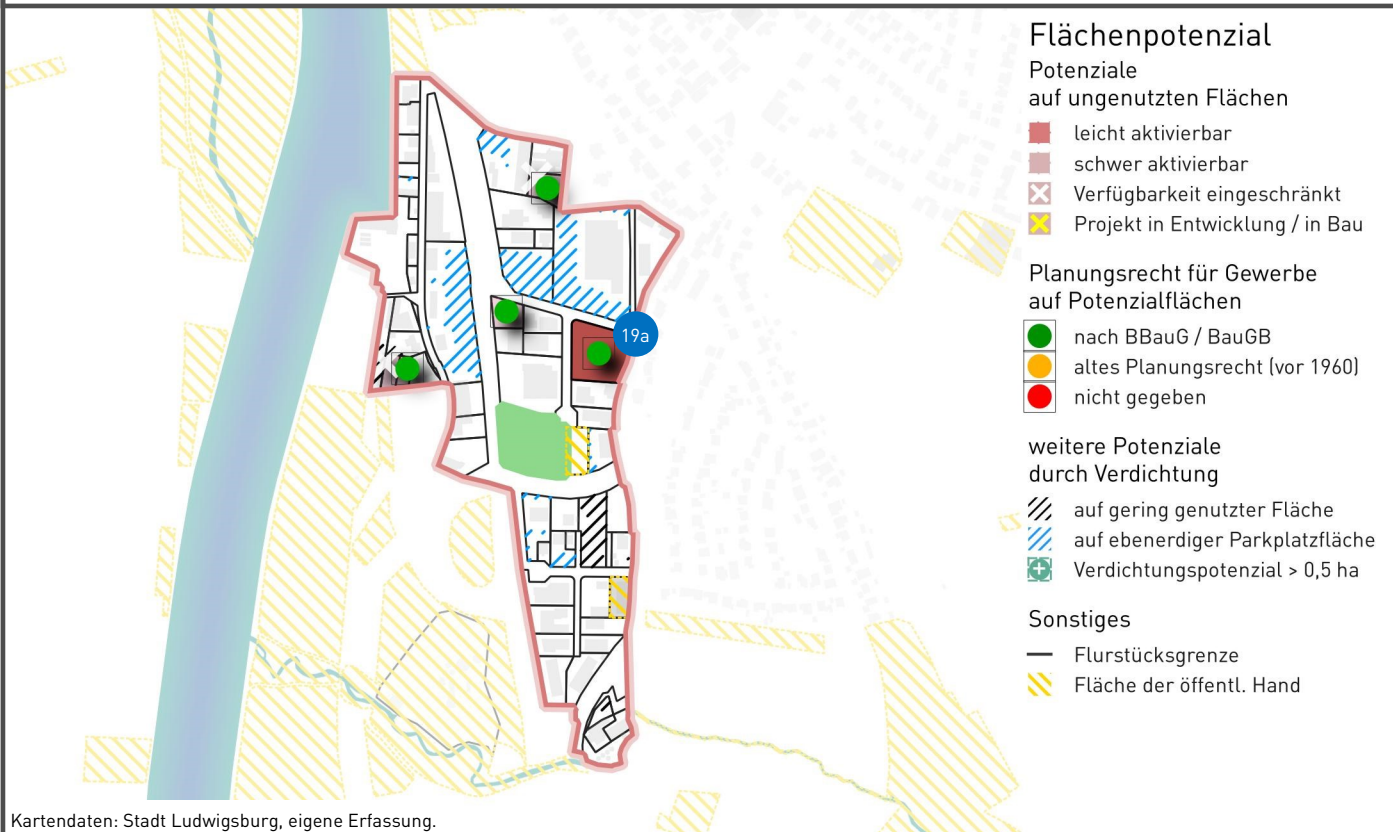 Flächenpotenzial
Potenziale
auf ungenutzten Flächen
leicht aktivierbar
schwer aktivierbar
Verfügbarkeit eingeschränkt
Projekt in Entwicklung / in Bau
Planungsrecht für Gewerbe
auf Potenzialflächen
nach BBauG / BauGB
altes Planungsrecht (vor 1960)
nicht gegeben
weitere Potenziale
durch Verdichtung
auf gering genutzter Fläche
auf ebenerdiger Parkplatzfläche
Verdichtungspotenzial > 0,5 ha
Sonstiges
Flurstücksgrenze
Fläche der öffentl. Hand
19a
Kartendaten: Stadt Ludwigsburg, eigene Erfassung.